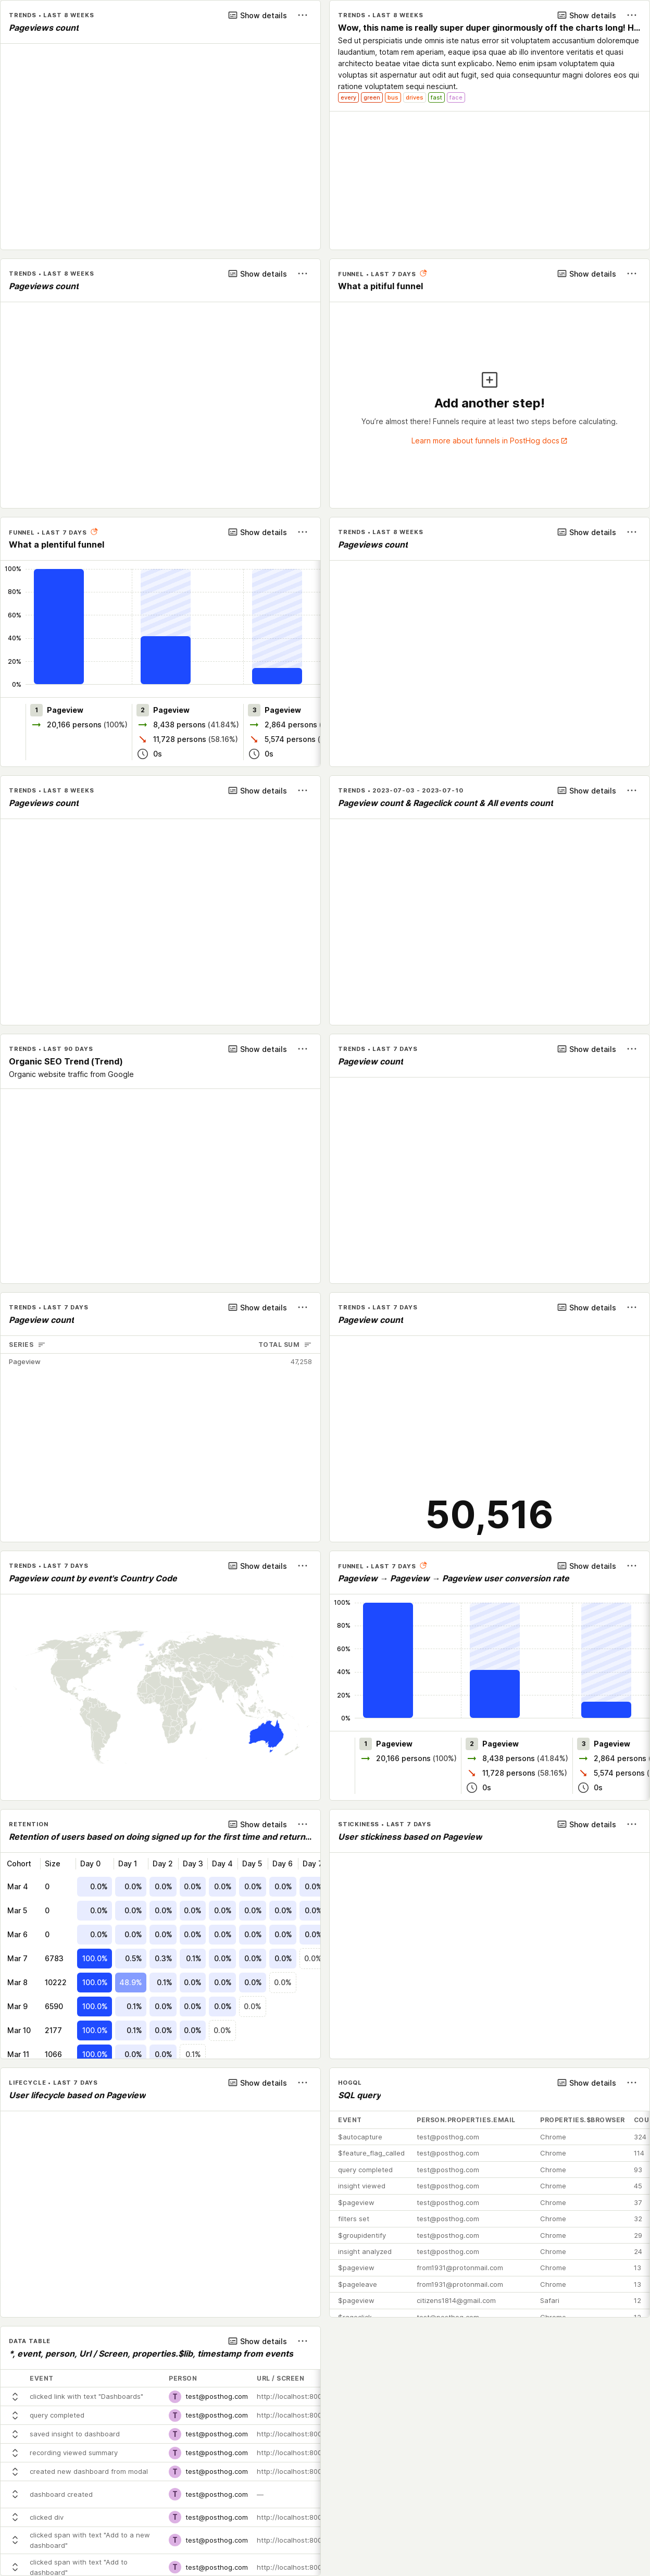 TRENDS • LAST 8 WEEKS
Show details
Pageviews count
TRENDS • LAST 8 WEEKS
Show details
Wow, this name is really super duper ginormously off the charts long! H...
Sed ut perspiciatis unde omnis iste natus error sit voluptatem accusantium doloremque
laudantium, totam rem aperiam, eaque ipsa quae ab illo inventore veritatis et quasi
architecto beatae vitae dicta sunt explicabo. Nemo enim ipsam voluptatem quia
voluptas sit aspernatur aut odit aut fugit, sed quia consequuntur magni dolores eos qui
ratione voluptatem sequi nesciunt.
every green bus drives fast face
TRENDS • LAST 8 WEEKS
Show details
Pageviews count
FUNNEL • LAST 7 DAYS
Show details
What a pitiful funnel
Add another step!
You're almost there! Funnels require at least two steps before calculating.
Learn more about funnels in PostHog docs
FUNNEL • LAST 7 DAYS
Show details
What a plentiful funnel
100%
80%
60%
40%
20%
0%
1 Pageview
20,166 persons (100%)
2 Pageview
8,438 persons (41.84%)
11,728 persons (58.16%)
0s
3 Pageview
2,864 persons
5,574 persons
0s
TRENDS • LAST 8 WEEKS
Show details
Pageviews count
TRENDS • LAST 8 WEEKS
Show details
Pageviews count
TRENDS • 2023-07-03 - 2023-07-10
Show details
Pageview count & Rageclick count & All events count
TRENDS • LAST 90 DAYS
Show details
Organic SEO Trend (Trend)
Organic website traffic from Google
TRENDS • LAST 7 DAYS
Show details
Pageview count
TRENDS • LAST 7 DAYS
Show details
Pageview count
SERIES TOTAL SUM
Pageview 47,258
TRENDS • LAST 7 DAYS
Show details
Pageview count
50,516
TRENDS • LAST 7 DAYS
Show details
Pageview count by event's Country Code
FUNNEL • LAST 7 DAYS
Show details
Pageview → Pageview → Pageview user conversion rate
100%
80%
60%
40%
20%
0%
1 Pageview
20,166 persons (100%)
2 Pageview
8,438 persons (41.84%)
11,728 persons (58.16%)
0s
3 Pageview
2,864 persons
5,574 persons
0s
RETENTION
Show details
Retention of users based on doing signed up for the first time and return...
Cohort Size Day 0 Day 1 Day 2 Day 3 Day 4 Day 5 Day 6 Day 7
Mar 4 0 0.0% 0.0% 0.0% 0.0% 0.0% 0.0% 0.0% 0.0%
Mar 5 0 0.0% 0.0% 0.0% 0.0% 0.0% 0.0% 0.0% 0.0%
Mar 6 0 0.0% 0.0% 0.0% 0.0% 0.0% 0.0% 0.0% 0.0%
Mar 7 6783 100.0% 0.5% 0.3% 0.1% 0.0% 0.0% 0.0% 0.0%
Mar 8 10222 100.0% 48.9% 0.1% 0.0% 0.0% 0.0% 0.0%
Mar 9 6590 100.0% 0.1% 0.0% 0.0% 0.0% 0.0%
Mar 10 2177 100.0% 0.1% 0.0% 0.0% 0.0%
Mar 11 1066 100.0% 0.0% 0.0% 0.1%
STICKINESS • LAST 7 DAYS
Show details
User stickiness based on Pageview
LIFECYCLE • LAST 7 DAYS
Show details
User lifecycle based on Pageview
HOGQL
Show details
SQL query
EVENT PERSON.PROPERTIES.EMAIL PROPERTIES.$BROWSER COU
$autocapture test@posthog.com Chrome 324
$feature_flag_called test@posthog.com Chrome 114
query completed test@posthog.com Chrome 93
insight viewed test@posthog.com Chrome 45
$pageview test@posthog.com Chrome 37
filters set test@posthog.com Chrome 32
$groupidentify test@posthog.com Chrome 29
insight analyzed test@posthog.com Chrome 24
$pageview from1931@protonmail.com Chrome 13
$pageleave from1931@protonmail.com Chrome 13
$pageview citizens1814@gmail.com Safari 12
DATA TABLE
Show details
*, event, person, Url / Screen, properties.$lib, timestamp from events
EVENT PERSON URL / SCREEN
clicked link with text "Dashboards" T test@posthog.com http://localhost:800
query completed T test@posthog.com http://localhost:800
saved insight to dashboard T test@posthog.com http://localhost:800
recording viewed summary T test@posthog.com http://localhost:800
created new dashboard from modal T test@posthog.com http://localhost:800
dashboard created T test@posthog.com —
clicked div T test@posthog.com http://localhost:800
clicked span with text "Add to a new
dashboard" T test@posthog.com http://localhost:800
clicked span with text "Add to
dashboard" T test@posthog.com http://localhost:800